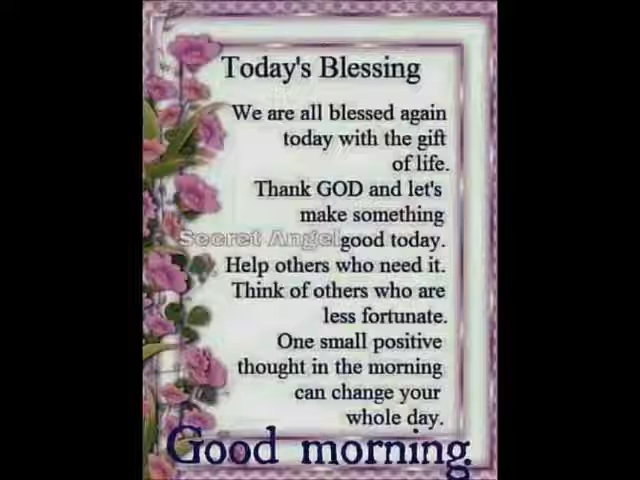 Today's Blessing
We are all blessed again
today with the gift
of life.
Thank GOD and let's
make something
Secret Angel
good today.
Help others who need it.
Think of others who are
less fortunate.
One small positive
thought in the morning
can change your
whole day.
Good morning